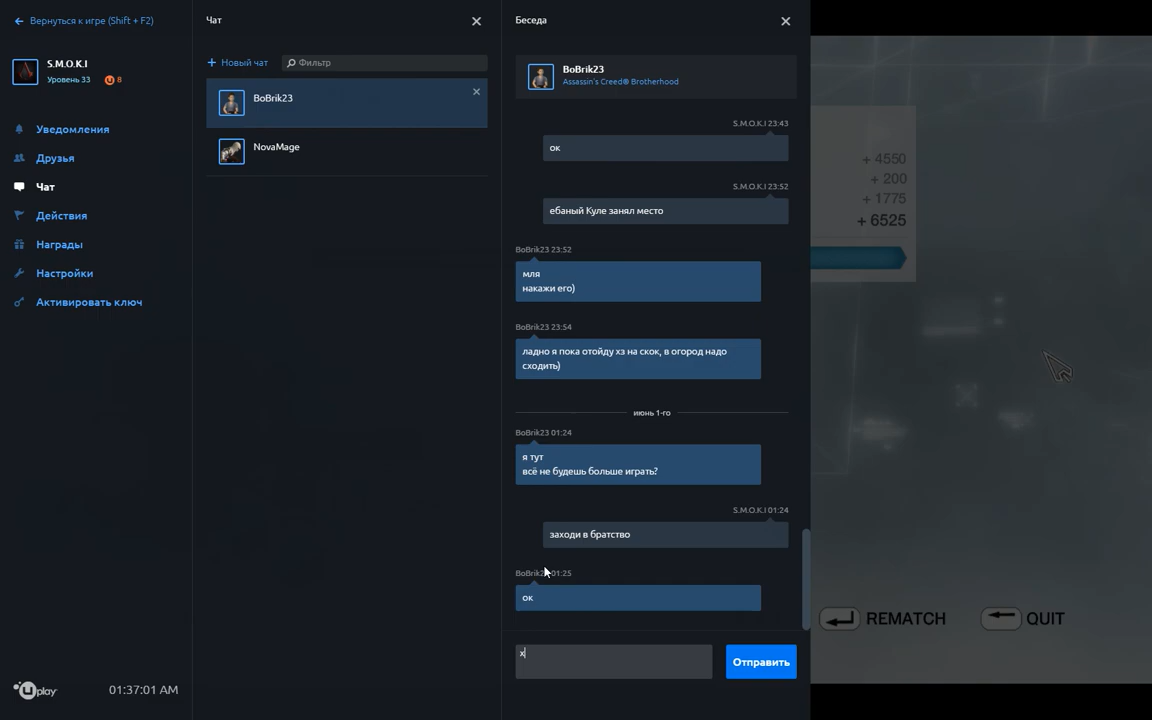 Вернуться к игре (Shift + F2)
S.M.O.K.I
Уровень 33
8
Уведомления
Друзья
Чат
Действия
Награды
Настройки
Активировать ключ
uplay
01:37:01 AM
Чат
Новый чат
Фильтр
BoBrik23
NovaMage
Беседа
BoBrik23
Assassin's Creed® Brotherhood
S.M.O.K.I 23:43
ок
S.M.O.K.I 23:52
ебаный Куле занял место
BoBrik23 23:52
мля
накажи его)
BoBrik23 23:54
ладно я пока отойду хз на скок, в огород надо
сходить)
июнь 1-го
BoBrik23 01:24
я тут
всё не будешь больше играть?
S.M.O.K.I 01:24
заходи в братство
BoBrik23 01:25
ок
х
Отправить
+ 4550
+ 200
+ 1775
+ 6525
REMATCH
QUIT